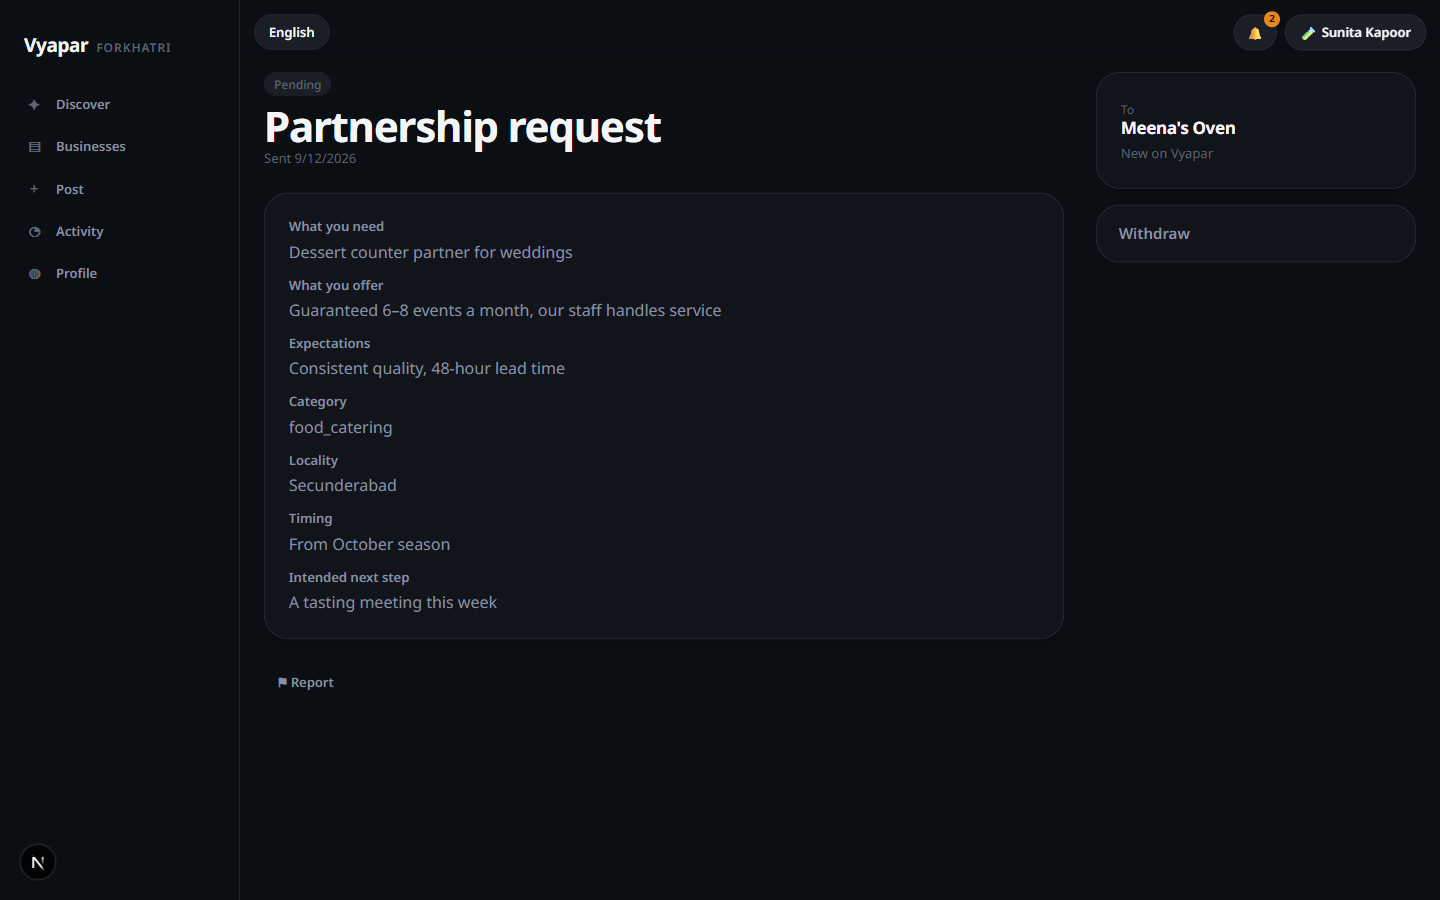 Vyapar FORKHATRI
Discover
Businesses
Post
Activity
Profile
English
2
Sunita Kapoor
Pending
Partnership request
Sent 9/12/2026
What you need
Dessert counter partner for weddings
What you offer
Guaranteed 6–8 events a month, our staff handles service
Expectations
Consistent quality, 48-hour lead time
Category
food_catering
Locality
Secunderabad
Timing
From October season
Intended next step
A tasting meeting this week
Report
To
Meena's Oven
New on Vyapar
Withdraw
N